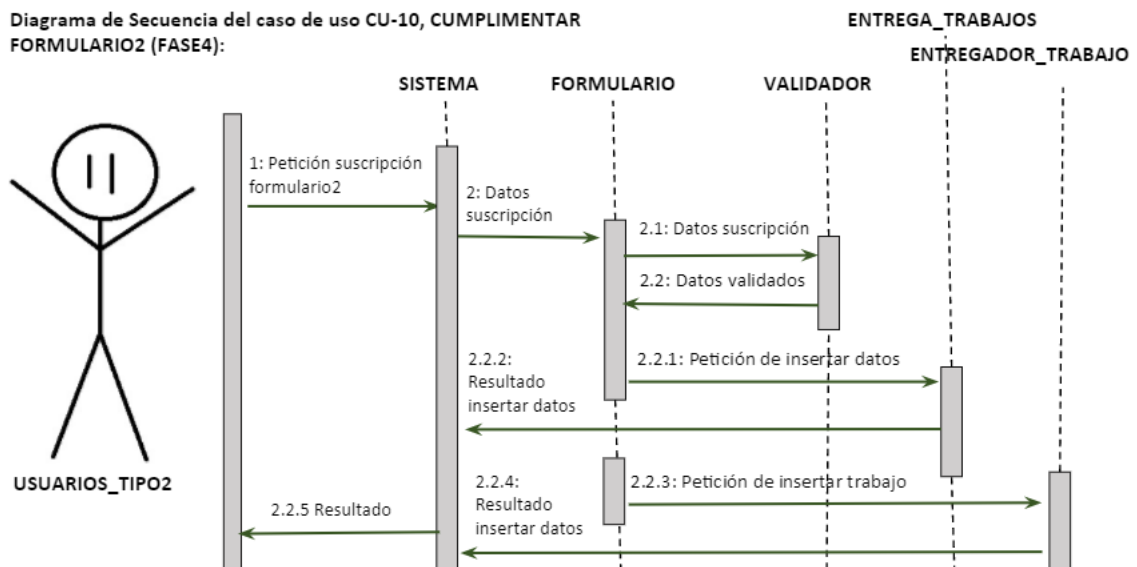 Diagrama de Secuencia del caso de uso CU-10, CUMPLIMENTAR
FORMULARIO2 (FASE4):
ENTREGA_TRABAJOS
ENTREGADOR_TRABAJO
SISTEMA
FORMULARIO
VALIDADOR
1: Petición suscripción
formulario2
2: Datos
suscripción
2.1: Datos suscripción
2.2: Datos validados
2.2.2:
Resultado
insertar datos
2.2.1: Petición de insertar datos
USUARIOS_TIPO2
2.2.4:
Resultado
insertar datos
2.2.3: Petición de insertar trabajo
2.2.5 Resultado